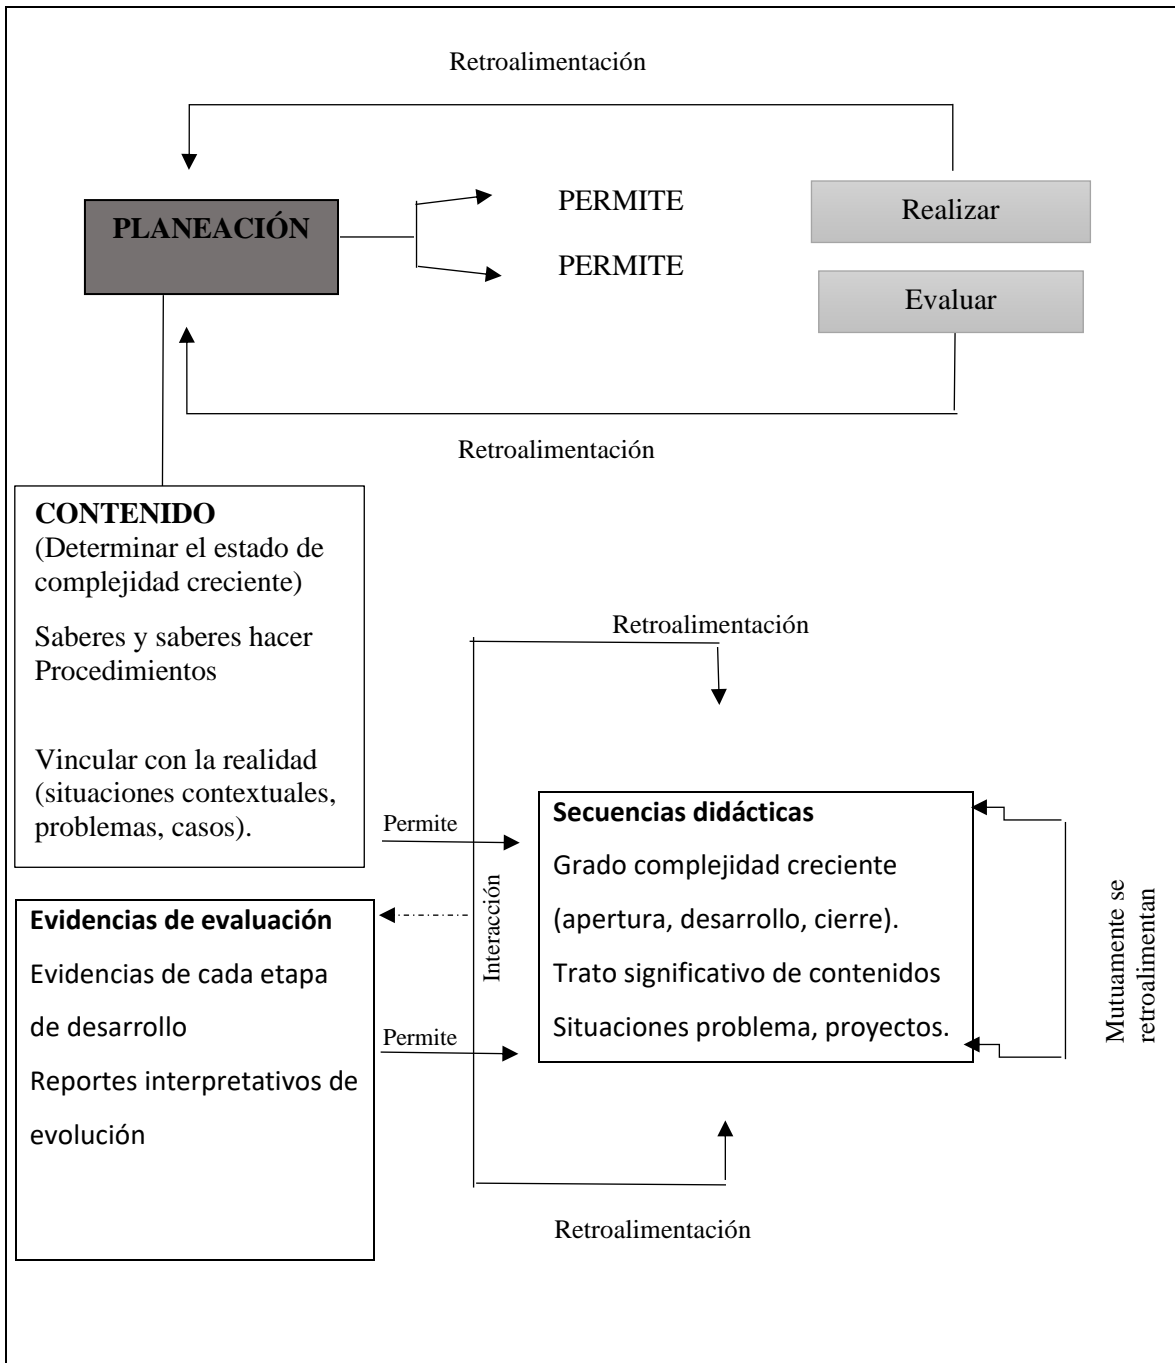 Retroalimentación
PLANEACIÓN
PERMITE
PERMITE
Realizar
Evaluar
Retroalimentación
CONTENIDO
(Determinar el estado de
complejidad creciente)
Saberes y saberes hacer
Procedimientos
Vincular con la realidad
(situaciones contextuales,
problemas, casos).
Permite
Evidencias de evaluación
Evidencias de cada etapa
de desarrollo
Reportes interpretativos de
evolución
Permite
Interacción
Retroalimentación
Secuencias didácticas
Grado complejidad creciente
(apertura, desarrollo, cierre).
Trato significativo de contenidos
Situaciones problema, proyectos.
Mutuamente se
retroalimentan
Retroalimentación